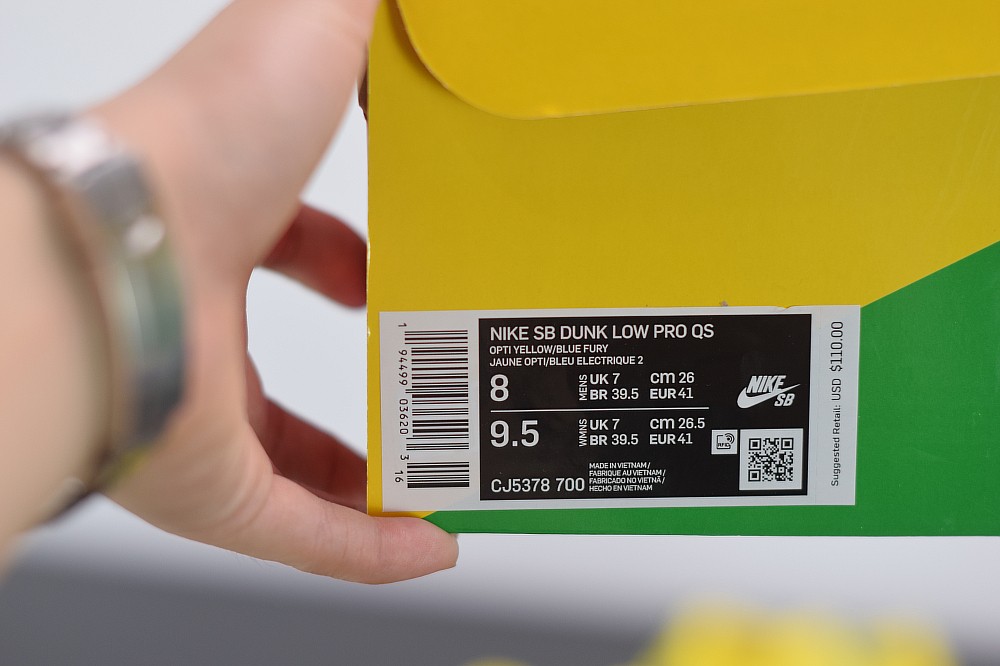 1 94499 03620 3 16
NIKE SB DUNK LOW PRO QS
OPTI YELLOW/BLUE FURY
JAUNE OPTI/BLEU ELECTRIQUE 2
8 MENS UK 7 cm 26
BR 39.5 EUR 41
9.5 WMNS UK 7 cm 26.5
BR 39.5 EUR 41
CJ5378 700
MADE IN VIETNAM /
FABRIQUE AU VIETNAM /
FABRICADO NO VIETNÃ /
HECHO EN VIETNAM
NIKE
SB
RFID
Suggested Retail: USD $110.00